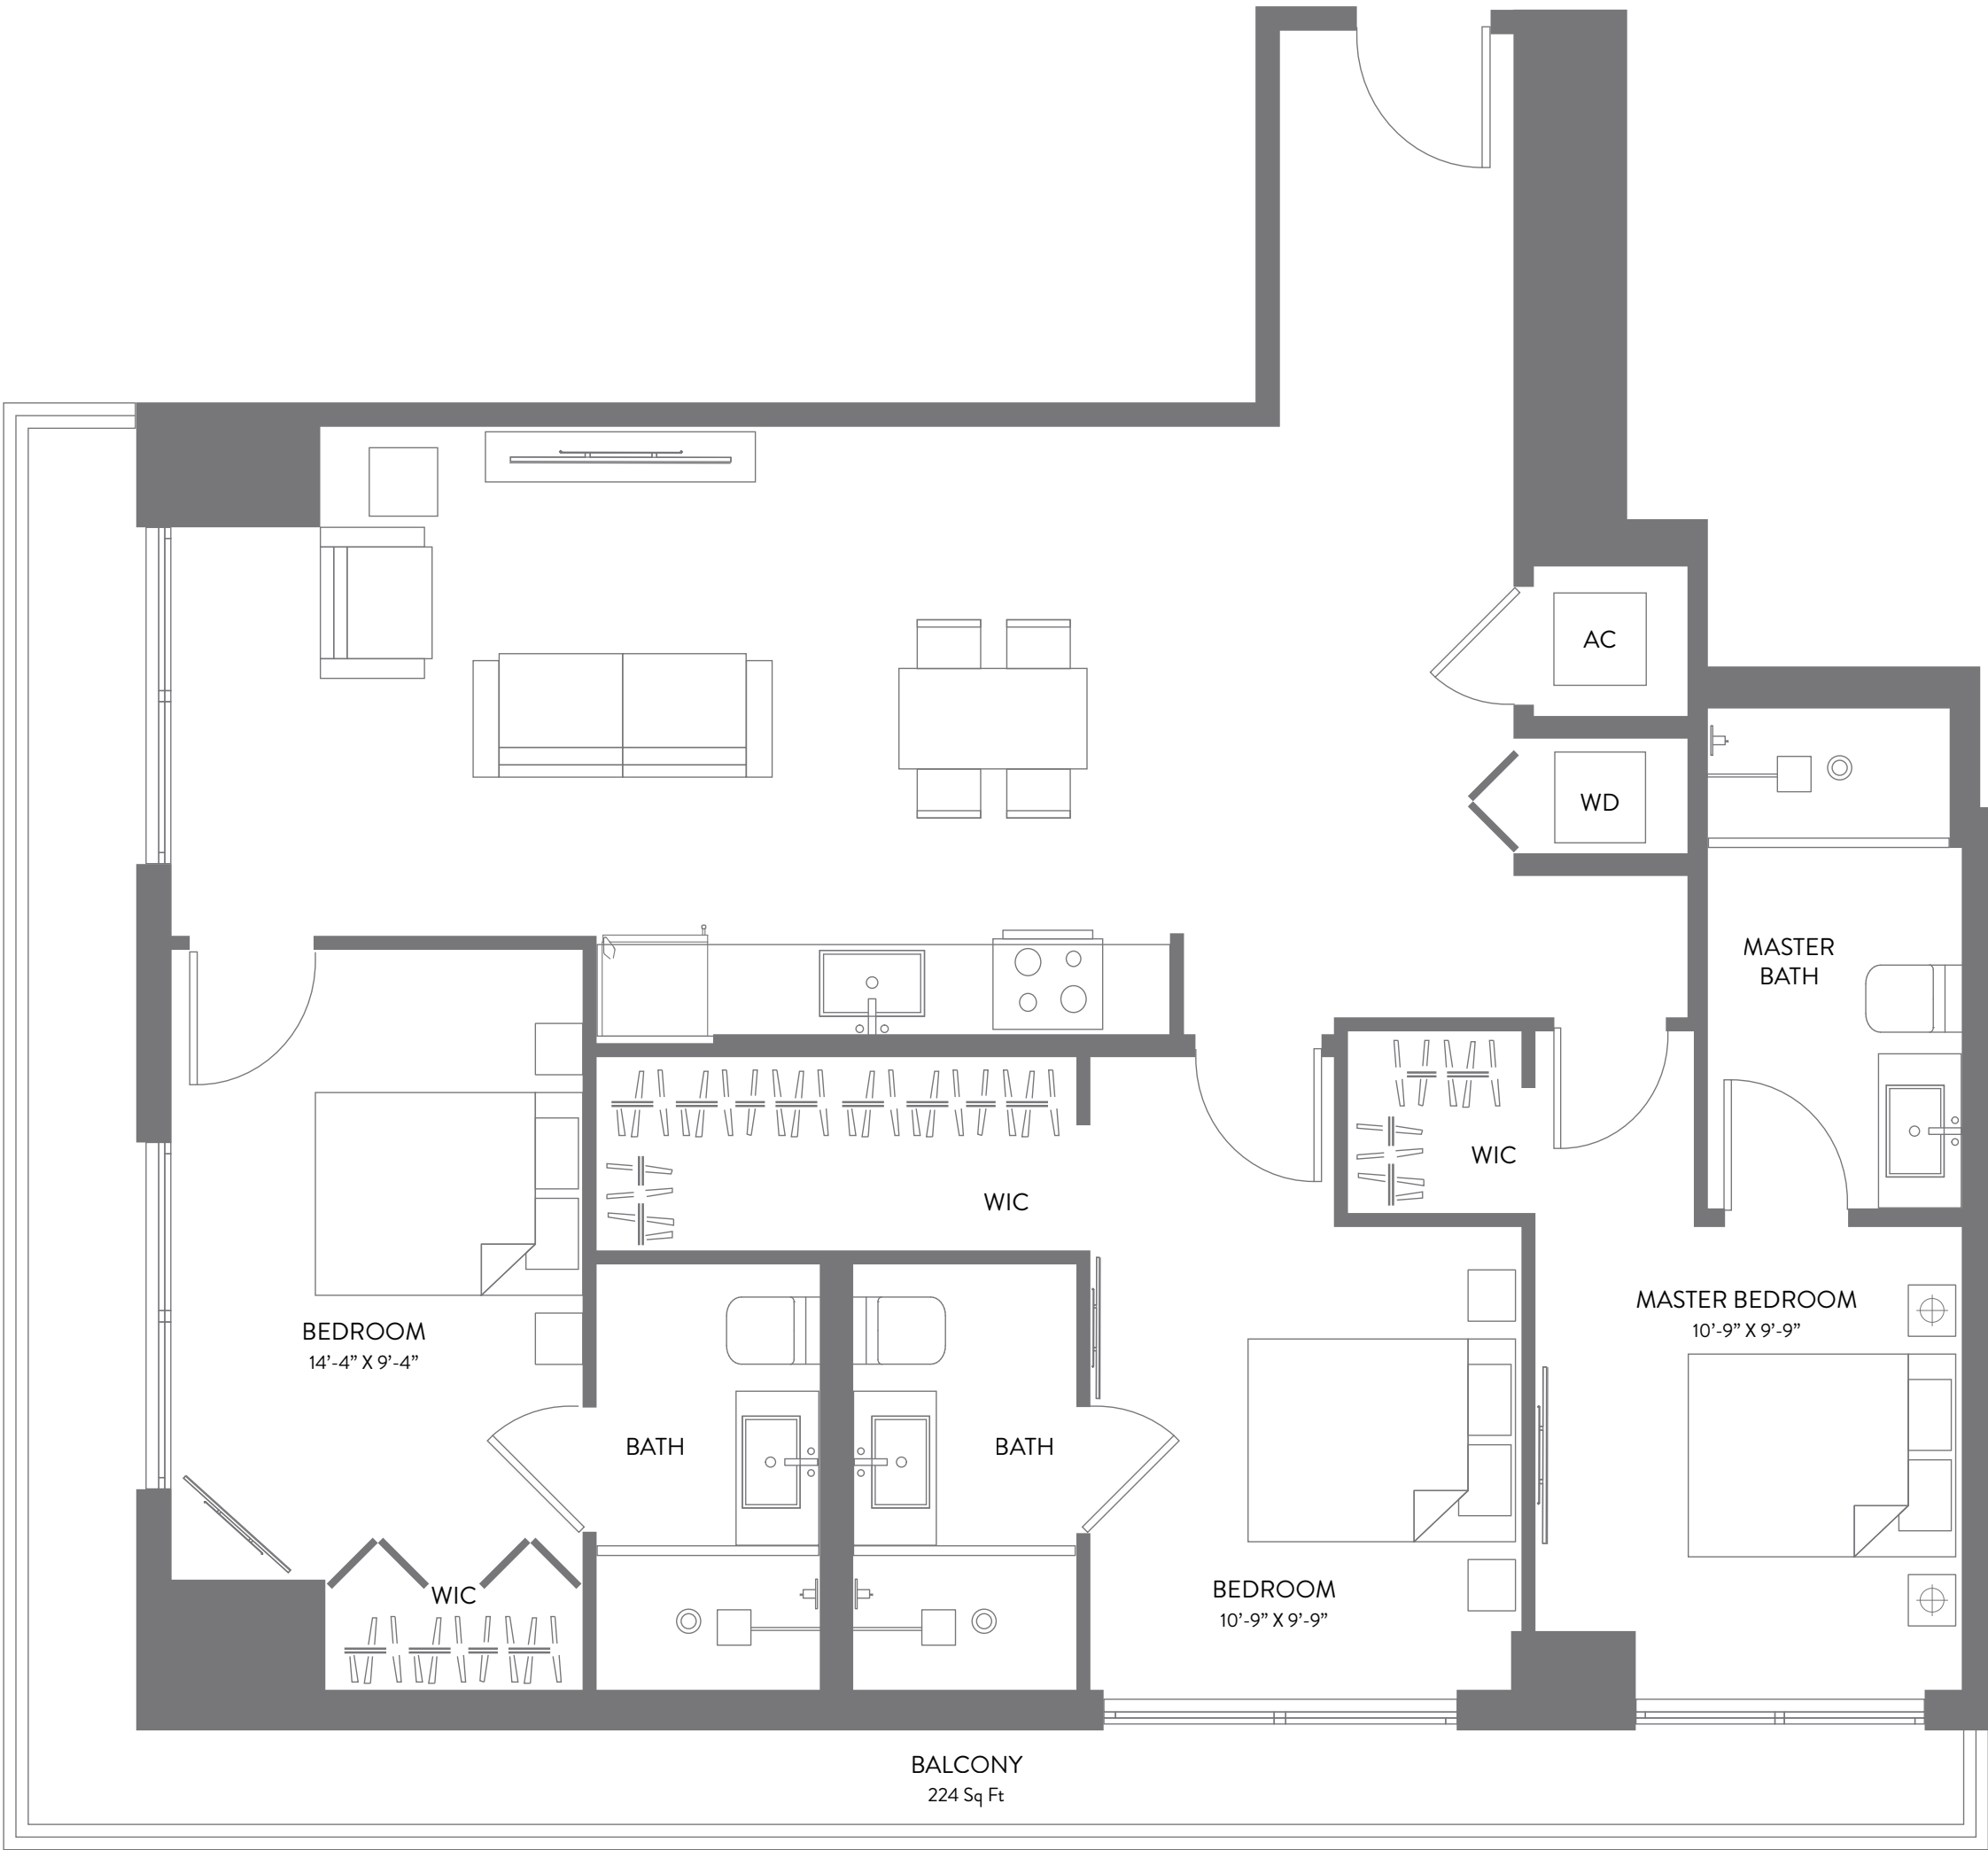 AC
WD
MASTER
BATH
WIC
WIC
MASTER BEDROOM
10’-9” X 9’-9”
BEDROOM
14’-4” X 9’-4”
BATH
BATH
BEDROOM
10’-9” X 9’-9”
WIC
BALCONY
224 Sq Ft